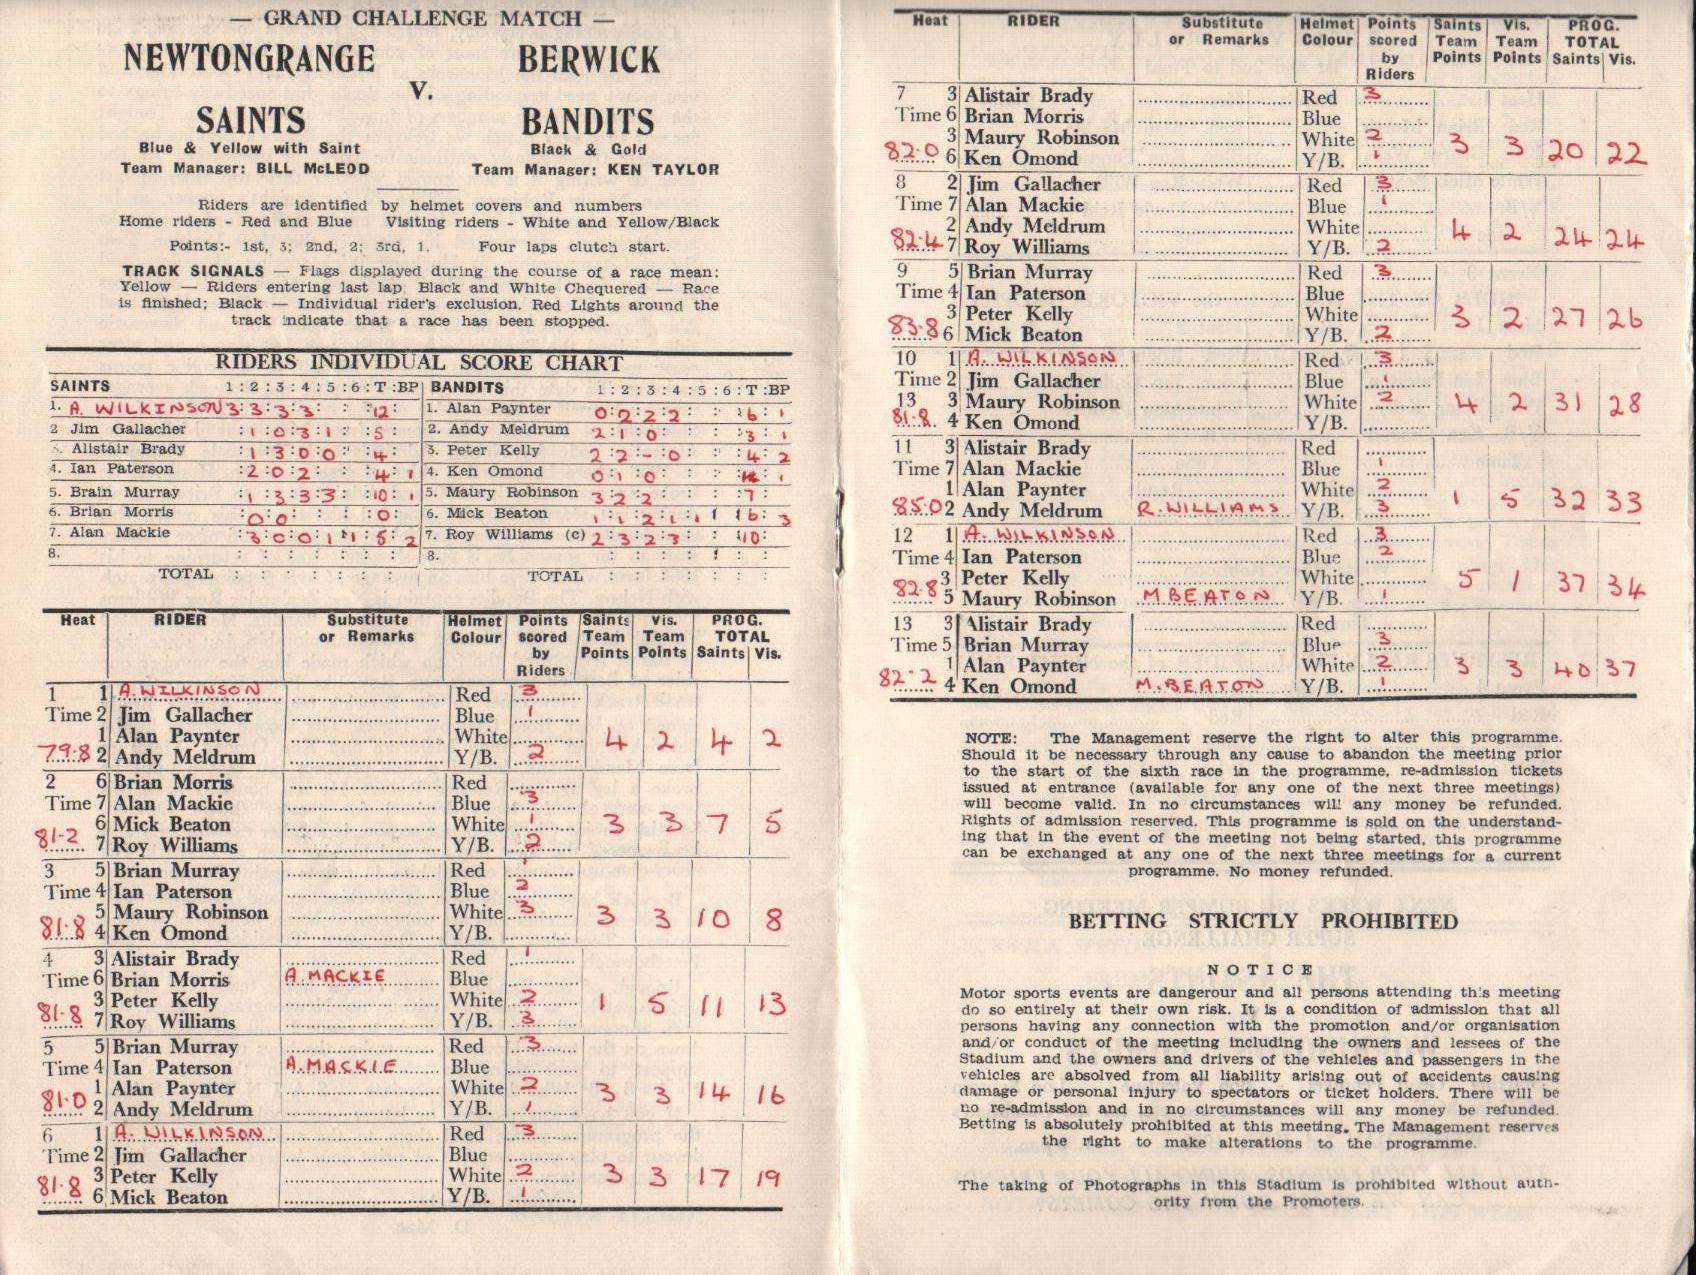 — GRAND CHALLENGE MATCH —
NEWTONGRANGE BERWICK
V.
SAINTS BANDITS
Blue & Yellow with Saint Black & Gold
Team Manager: BILL McLEOD Team Manager: KEN TAYLOR
Riders are identified by helmet covers and numbers
Home riders - Red and Blue Visiting riders - White and Yellow/Black
Points:- 1st, 3; 2nd, 2; 3rd, 1. Four laps clutch start.
TRACK SIGNALS — Flags displayed during the course of a race mean:
Yellow — Riders entering last lap; Black and White Chequered — Race
is finished; Black — Individual rider's exclusion. Red Lights around the
track indicate that a race has been stopped.
RIDERS INDIVIDUAL SCORE CHART
SAINTS 1 : 2 : 3 : 4 : 5 : 6 : T : BP BANDITS 1 : 2 : 3 : 4 : 5 : 6 : T : BP
1. A. WILKINSON 3 : 3 : 3 : 3 : : 12 : 1. Alan Paynter 0 : 2 : 2 : 2 : : 6 : 1
2 Jim Gallacher : 1 : 0 : 3 : 1 : : 5 : 2. Andy Meldrum 2 : 1 : 0 : : : 3 : 1
3. Alistair Brady : 1 : 3 : 0 : 0 : : 4 : 3. Peter Kelly 2 : 2 : - : 0 : : 4 : 2
4. Ian Paterson : 2 : 0 : 2 : : : 4 : 1 4. Ken Omond 0 : 1 : 0 : : : : 1
5. Brain Murray : 1 : 3 : 3 : 3 : : 10 : 1 5. Maury Robinson 3 : 2 : 2 : : : 7 :
6. Brian Morris : 0 : 0 : : : : 0 : 6. Mick Beaton 1 : 1 : 2 : 1 : 1 : 6 : 3
7. Alan Mackie : 3 : 0 : 0 : 1 : 1 : 5 : 2 7. Roy Williams (c) 2 : 3 : 2 : 3 : : 10 :
8. : : : : : : : 8. : : : : : : :
TOTAL : : : : : : : TOTAL : : : : : : :
Heat RIDER Substitute or Remarks Helmet Colour Points scored by Riders Saints Team Points Vis. Team Points PROG. TOTAL Saints Vis.
1 1 A. WILKINSON Red 3
Time 2 Jim Gallacher Blue 1
1 Alan Paynter White 4 2 4 2
79.8 2 Andy Meldrum Y/B. 2
2 6 Brian Morris Red
Time 7 Alan Mackie Blue 3
6 Mick Beaton White 1 3 3 7 5
81-2 7 Roy Williams Y/B. 2
3 5 Brian Murray Red 1
Time 4 Ian Paterson Blue 2
5 Maury Robinson White 3 3 3 10 8
81.8 4 Ken Omond Y/B.
4 3 Alistair Brady Red 1
Time 6 Brian Morris A. MACKIE Blue
3 Peter Kelly White 2 1 5 11 13
81-8 7 Roy Williams Y/B. 3
5 5 Brian Murray Red 3
Time 4 Ian Paterson A. MACKIE Blue
1 Alan Paynter White 2 3 3 14 16
81.0 2 Andy Meldrum Y/B. 1
6 1 A. WILKINSON Red 3
Time 2 Jim Gallacher Blue
3 Peter Kelly White 2 3 3 17 19
81.8 6 Mick Beaton Y/B. 1
Heat RIDER Substitute or Remarks Helmet Colour Points scored by Riders Saints Team Points Vis. Team Points PROG. TOTAL Saints Vis.
7 3 Alistair Brady Red 3
Time 6 Brian Morris Blue
3 Maury Robinson White 2 3 3 20 22
82.0 6 Ken Omond Y/B. 1
8 2 Jim Gallacher Red 3
Time 7 Alan Mackie Blue 1
2 Andy Meldrum White 4 2 24 24
82.4 7 Roy Williams Y/B. 2
9 5 Brian Murray Red 3
Time 4 Ian Paterson Blue
3 Peter Kelly White 3 2 27 26
83.8 6 Mick Beaton Y/B. 2
10 1 A. WILKINSON Red 3
Time 2 Jim Gallacher Blue 1
13 3 Maury Robinson White 2 4 2 31 28
81.8. 4 Ken Omond Y/B.
11 3 Alistair Brady Red
Time 7 Alan Mackie Blue 1
1 Alan Paynter White 2 1 5 32 33
85.0 2 Andy Meldrum R. WILLIAMS Y/B. 3
12 1 A. WILKINSON Red 3
Time 4 Ian Paterson Blue 2
3 Peter Kelly White 5 1 37 34
82.8 5 Maury Robinson M BEATON Y/B. 1
13 3 Alistair Brady Red
Time 5 Brian Murray Blue 3
1 Alan Paynter White 2 3 3 40 37
82.2 4 Ken Omond M. BEATON Y/B. 1
NOTE: The Management reserve the right to alter this programme.
Should it be necessary through any cause to abandon the meeting prior
to the start of the sixth race in the programme, re-admission tickets
issued at entrance (available for any one of the next three meetings)
will become valid. In no circumstances will any money be refunded.
Rights of admission reserved. This programme is sold on the understand-
ing that in the event of the meeting not being started, this programme
can be exchanged at any one of the next three meetings for a current
programme. No money refunded.
BETTING STRICTLY PROHIBITED
NOTICE
Motor sports events are dangerour and all persons attending this meeting
do so entirely at their own risk. It is a condition of admission that all
persons having any connection with the promotion and/or organisation
and/or conduct of the meeting including the owners and lessees of the
Stadium and the owners and drivers of the vehicles and passengers in the
vehicles are absolved from all liability arising out of accidents causing
damage or personal injury to spectators or ticket holders. There will be
no re-admission and in no circumstances will any money be refunded.
Betting is absolutely prohibited at this meeting. The Management reserves
the right to make alterations to the programme.
The taking of Photographs in this Stadium is prohibited without auth-
ority from the Promoters.